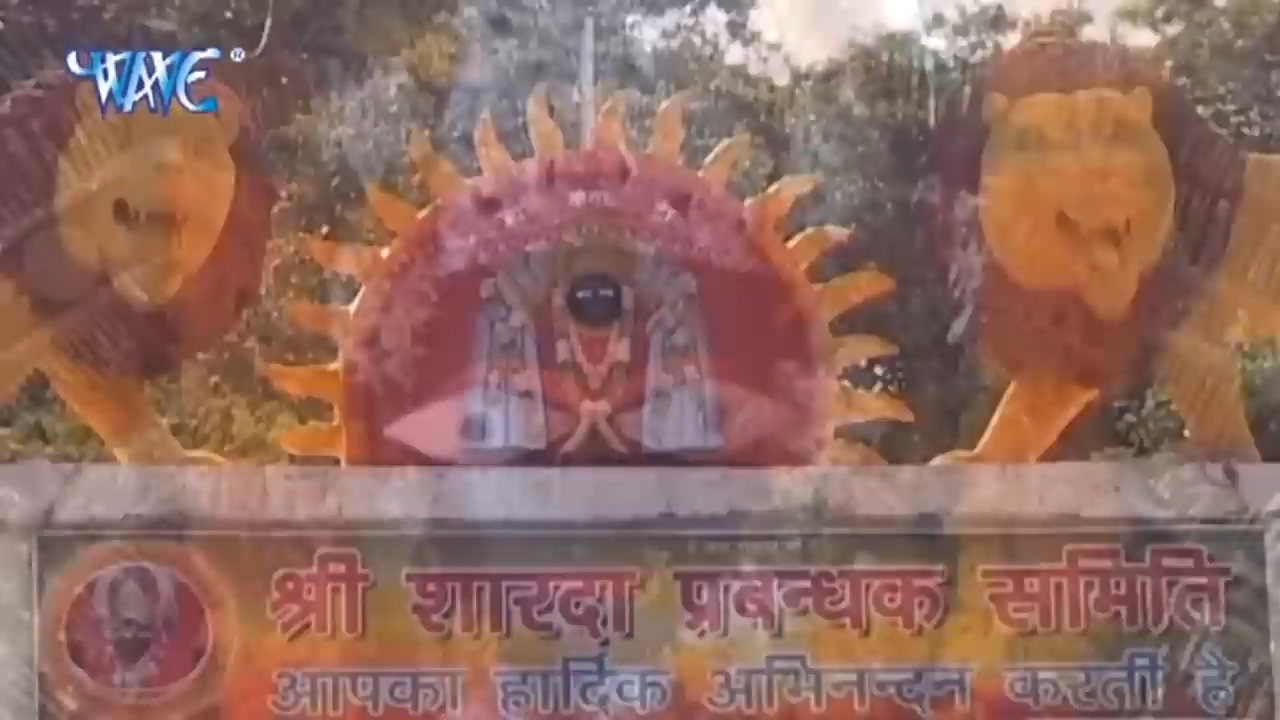 WAVE®
श्री शारदा प्रबन्धक समिति
आपका हार्दिक अभिनन्दन करती है